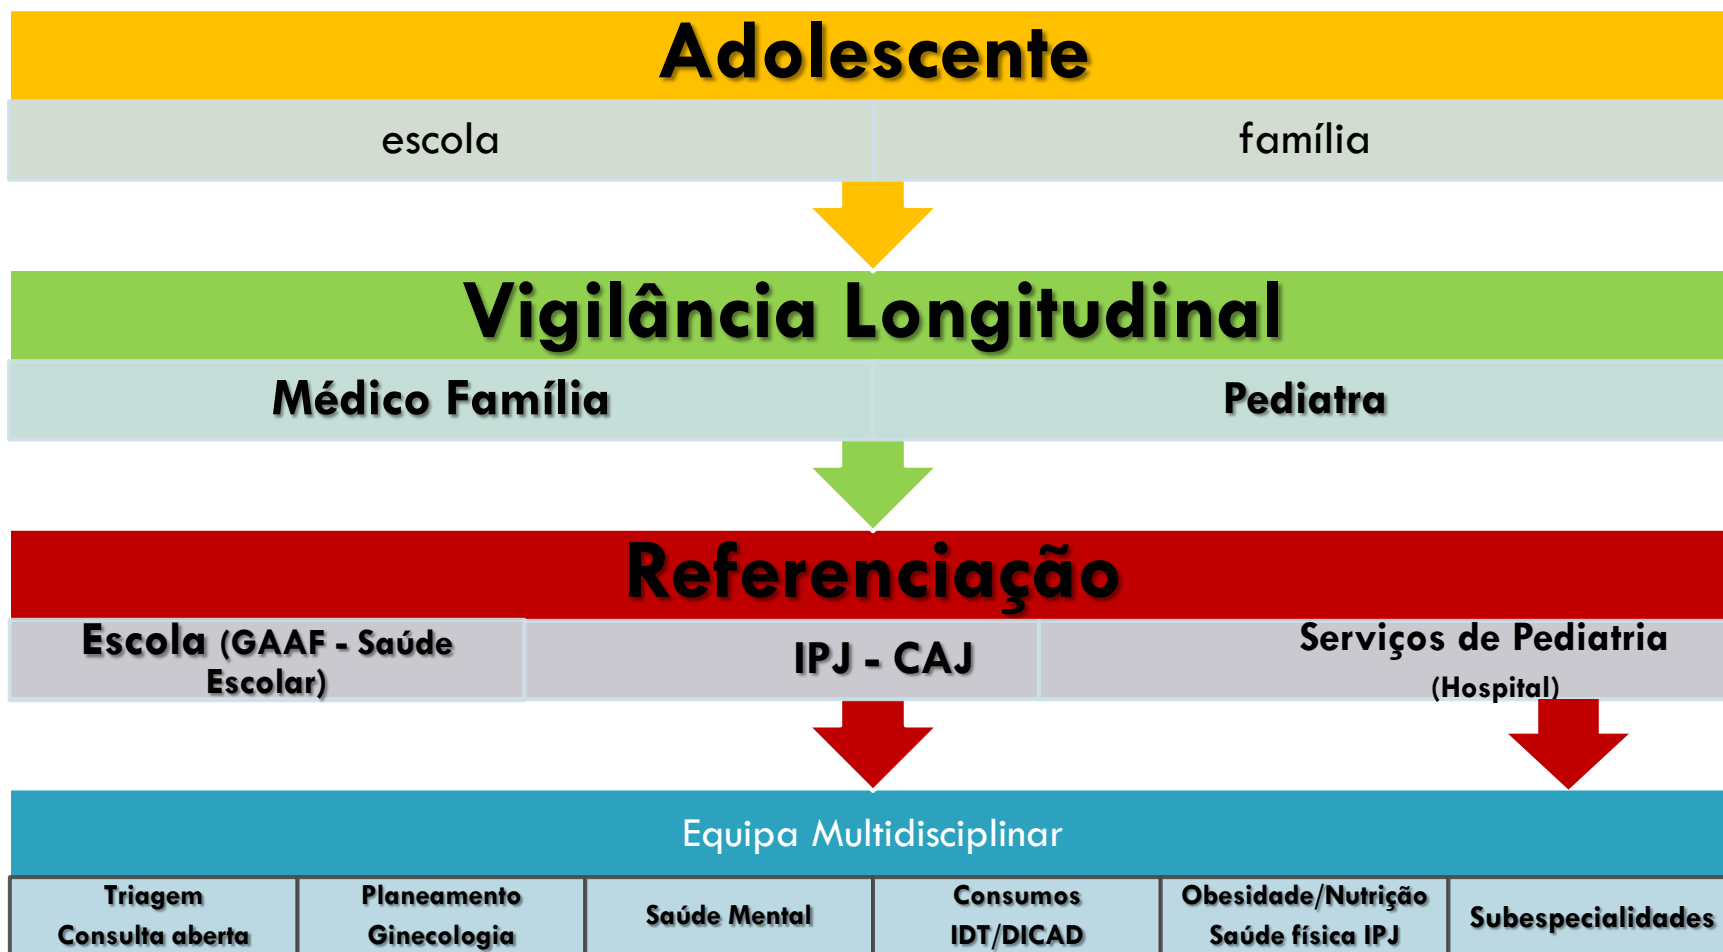 Adolescente
escola
família
Vigilância Longitudinal
Médico Família
Pediatra
Referenciação
Escola (GAAF - Saúde
Escolar)
IPJ - CAJ
Serviços de Pediatria
(Hospital)
Equipa Multidisciplinar
Triagem
Consulta aberta
Planeamento
Ginecologia
Saúde Mental
Consumos
IDT/DICAD
Obesidade/Nutrição
Saúde física IPJ
Subespecialidades